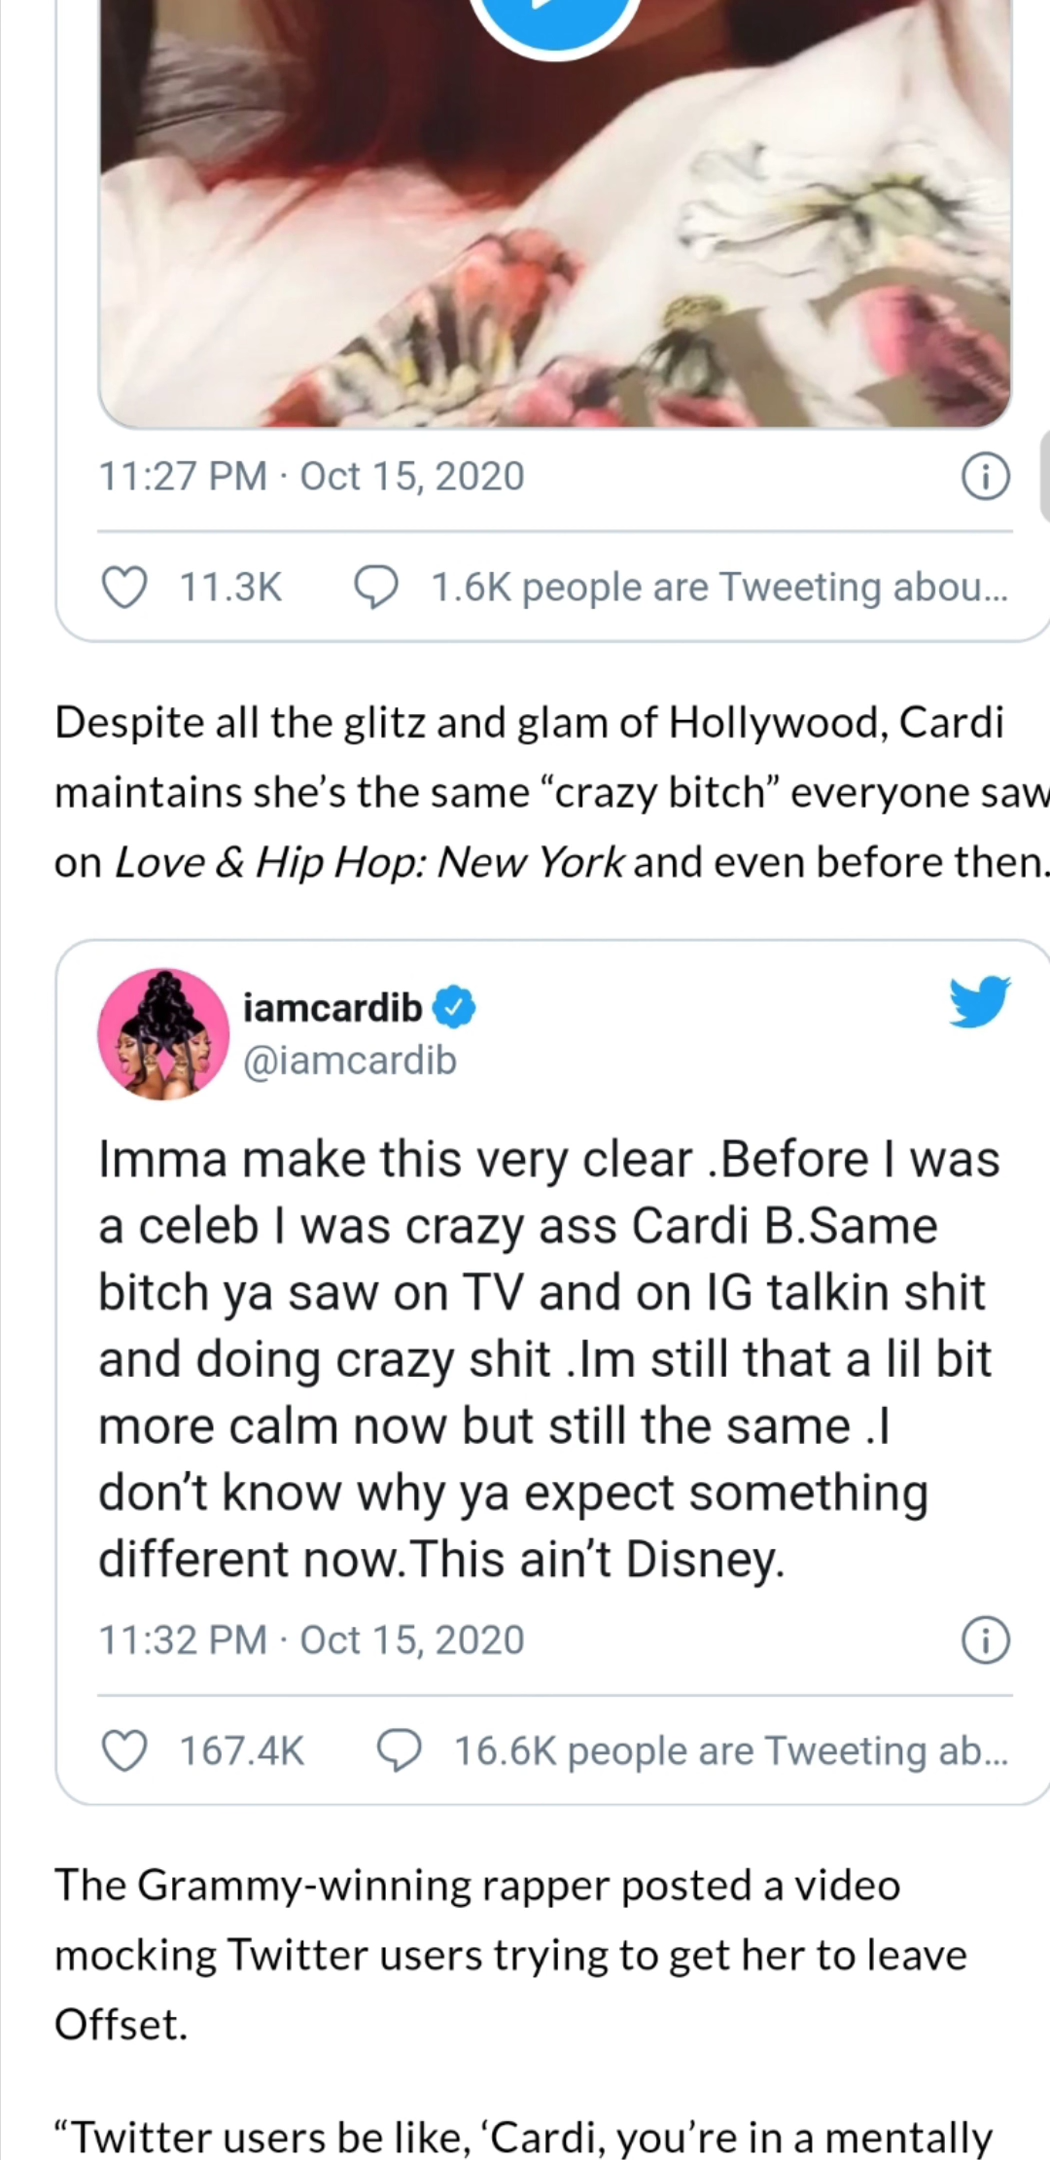 11:27 PM · Oct 15, 2020
11.3K 1.6K people are Tweeting abou...
Despite all the glitz and glam of Hollywood, Cardi
maintains she’s the same “crazy bitch” everyone saw
on Love & Hip Hop: New York and even before then.
iamcardib
@iamcardib
Imma make this very clear .Before I was
a celeb I was crazy ass Cardi B.Same
bitch ya saw on TV and on IG talkin shit
and doing crazy shit .Im still that a lil bit
more calm now but still the same .I
don’t know why ya expect something
different now.This ain’t Disney.
11:32 PM · Oct 15, 2020
167.4K 16.6K people are Tweeting ab...
The Grammy-winning rapper posted a video
mocking Twitter users trying to get her to leave
Offset.
“Twitter users be like, ‘Cardi, you’re in a mentally